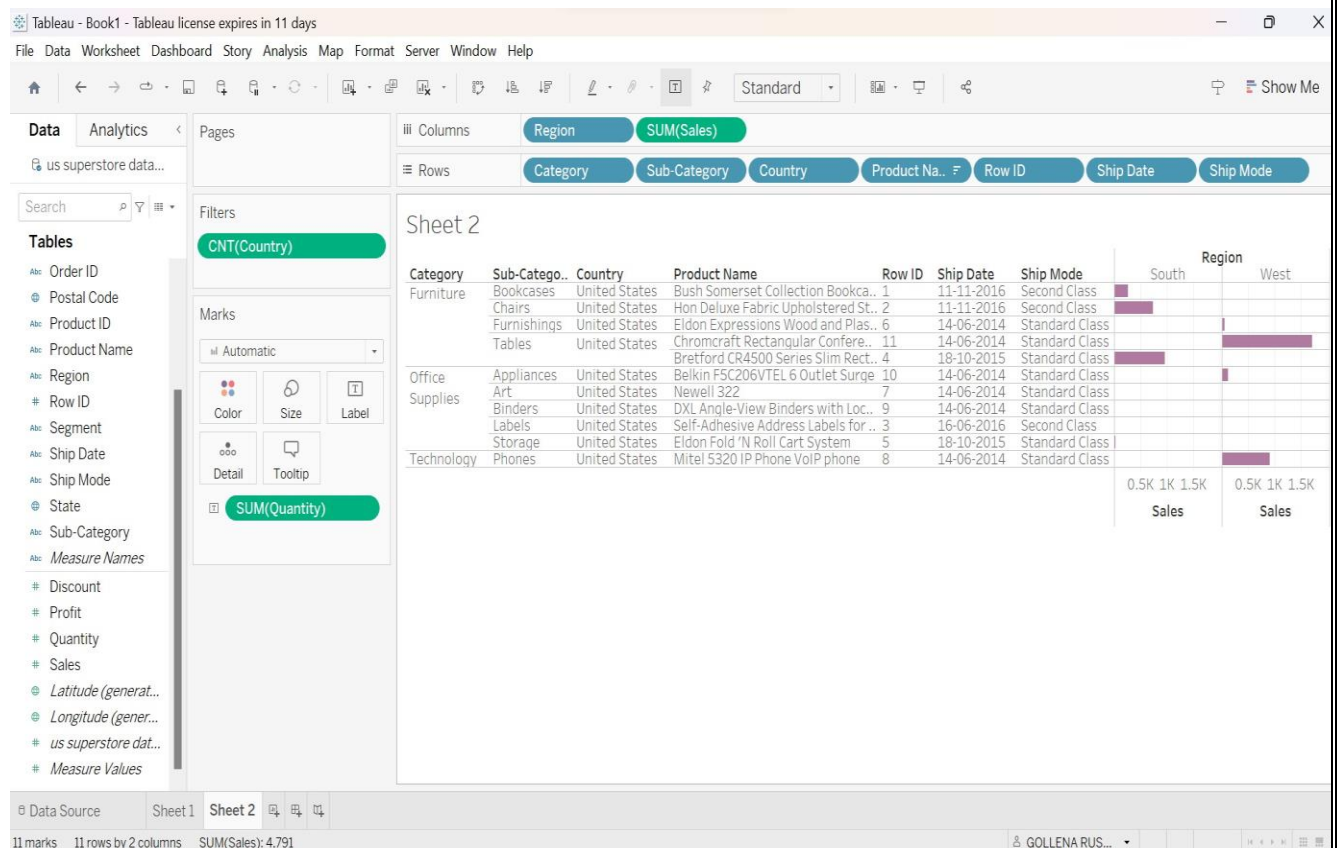 Tableau - Book1 - Tableau license expires in 11 days
File Data Worksheet Dashboard Story Analysis Map Format Server Window Help
Standard
Show Me
Data Analytics
us superstore data...
Search
Tables
Abc Order ID
Postal Code
Abc Product ID
Abc Product Name
Abc Region
# Row ID
Abc Segment
Abc Ship Date
Abc Ship Mode
State
Abc Sub-Category
Abc Measure Names
# Discount
# Profit
# Quantity
# Sales
Latitude (generat...
Longitude (gener...
# us superstore dat...
# Measure Values
Pages
Filters
CNT(Country)
Marks
Automatic
Color Size Label
Detail Tooltip
SUM(Quantity)
Columns Region SUM(Sales)
Rows Category Sub-Category Country Product Na.. Row ID Ship Date Ship Mode
Sheet 2
Region
Category Sub-Catego.. Country Product Name Row ID Ship Date Ship Mode South West
Furniture Bookcases United States Bush Somerset Collection Bookca.. 1 11-11-2016 Second Class
Chairs United States Hon Deluxe Fabric Upholstered St.. 2 11-11-2016 Second Class
Furnishings United States Eldon Expressions Wood and Plas.. 6 14-06-2014 Standard Class
Tables United States Chromcraft Rectangular Confere.. 11 14-06-2014 Standard Class
Bretford CR4500 Series Slim Rect.. 4 18-10-2015 Standard Class
Office Supplies Appliances United States Belkin F5C206VTEL 6 Outlet Surge 10 14-06-2014 Standard Class
Art United States Newell 322 7 14-06-2014 Standard Class
Binders United States DXL Angle-View Binders with Loc.. 9 14-06-2014 Standard Class
Labels United States Self-Adhesive Address Labels for .. 3 16-06-2016 Second Class
Storage United States Eldon Fold 'N Roll Cart System 5 18-10-2015 Standard Class
Technology Phones United States Mitel 5320 IP Phone VoIP phone 8 14-06-2014 Standard Class
0.5K 1K 1.5K 0.5K 1K 1.5K
Sales Sales
Data Source Sheet 1 Sheet 2
11 marks 11 rows by 2 columns SUM(Sales): 4,791 GOLLENA RUS...